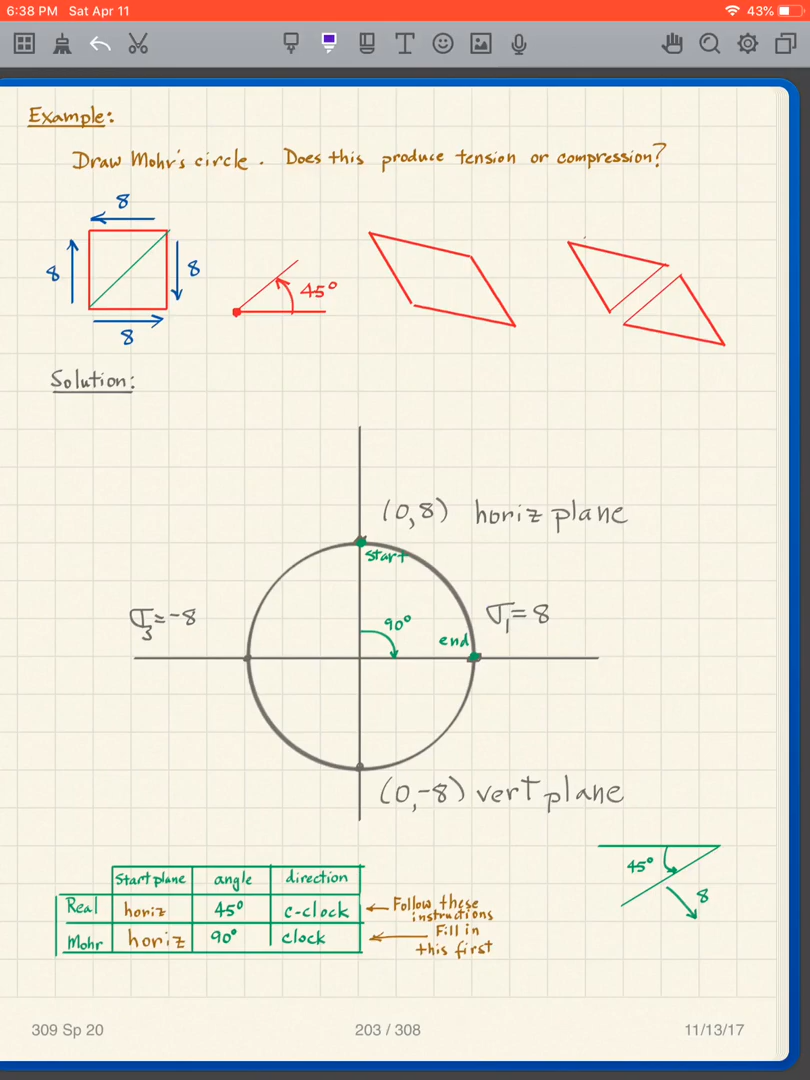 6:38 PM Sat Apr 11 43%
Example:
Draw Mohr's circle. Does this produce tension or compression?
8
8
8
8
45°
Solution:
(0,8) horiz plane
start
σ3=-8
90°
σ1=8
end
(0,-8) vert plane
45°
8
Start plane angle direction
Real horiz 45° c-clock
Follow these
instructions
Mohr horiz 90° clock
Fill in
this first
309 Sp 20 203 / 308 11/13/17